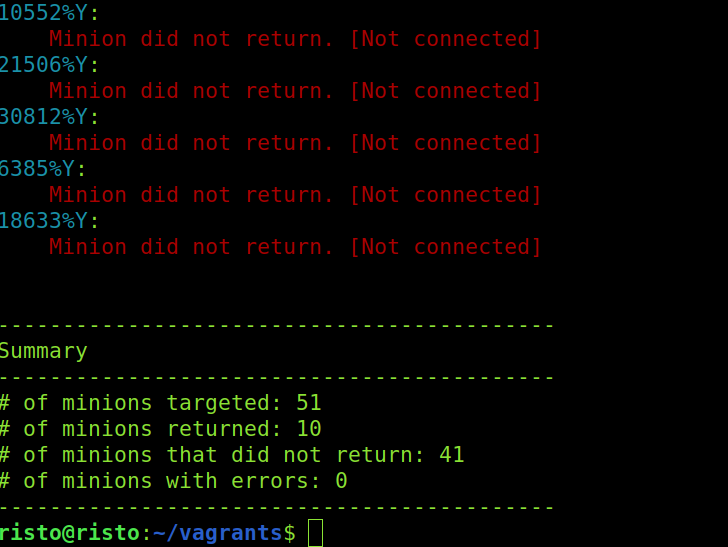 10552%Y:
Minion did not return. [Not connected]
21506%Y:
Minion did not return. [Not connected]
30812%Y:
Minion did not return. [Not connected]
6385%Y:
Minion did not return. [Not connected]
18633%Y:
Minion did not return. [Not connected]
-------------------------------------------
Summary
-------------------------------------------
# of minions targeted: 51
# of minions returned: 10
# of minions that did not return: 41
# of minions with errors: 0
-------------------------------------------
risto@risto:~/vagrants$